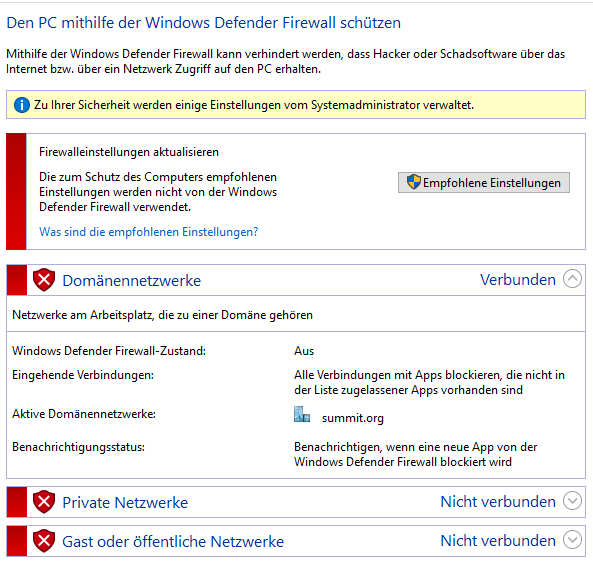 Den PC mithilfe der Windows Defender Firewall schützen
Mithilfe der Windows Defender Firewall kann verhindert werden, dass Hacker oder Schadsoftware über das
Internet bzw. über ein Netzwerk Zugriff auf den PC erhalten.
Zu Ihrer Sicherheit werden einige Einstellungen vom Systemadministrator verwaltet.
Firewalleinstellungen aktualisieren
Die zum Schutz des Computers empfohlenen
Einstellungen werden nicht von der Windows
Defender Firewall verwendet.
Empfohlene Einstellungen
Was sind die empfohlenen Einstellungen?
Domänennetzwerke Verbunden
Netzwerke am Arbeitsplatz, die zu einer Domäne gehören
Windows Defender Firewall-Zustand: Aus
Eingehende Verbindungen: Alle Verbindungen mit Apps blockieren, die nicht in
der Liste zugelassener Apps vorhanden sind
Aktive Domänennetzwerke: summit.org
Benachrichtigungsstatus: Benachrichtigen, wenn eine neue App von der
Windows Defender Firewall blockiert wird
Private Netzwerke Nicht verbunden
Gast oder öffentliche Netzwerke Nicht verbunden